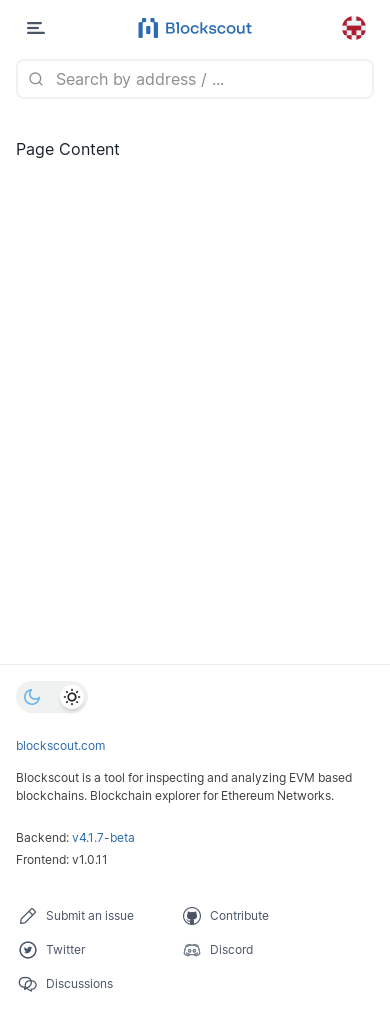 Blockscout
Search by address / ...
Page Content
blockscout.com
Blockscout is a tool for inspecting and analyzing EVM based
blockchains. Blockchain explorer for Ethereum Networks.
Backend: v4.1.7-beta
Frontend: v1.0.11
Submit an issue
Contribute
Twitter
Discord
Discussions